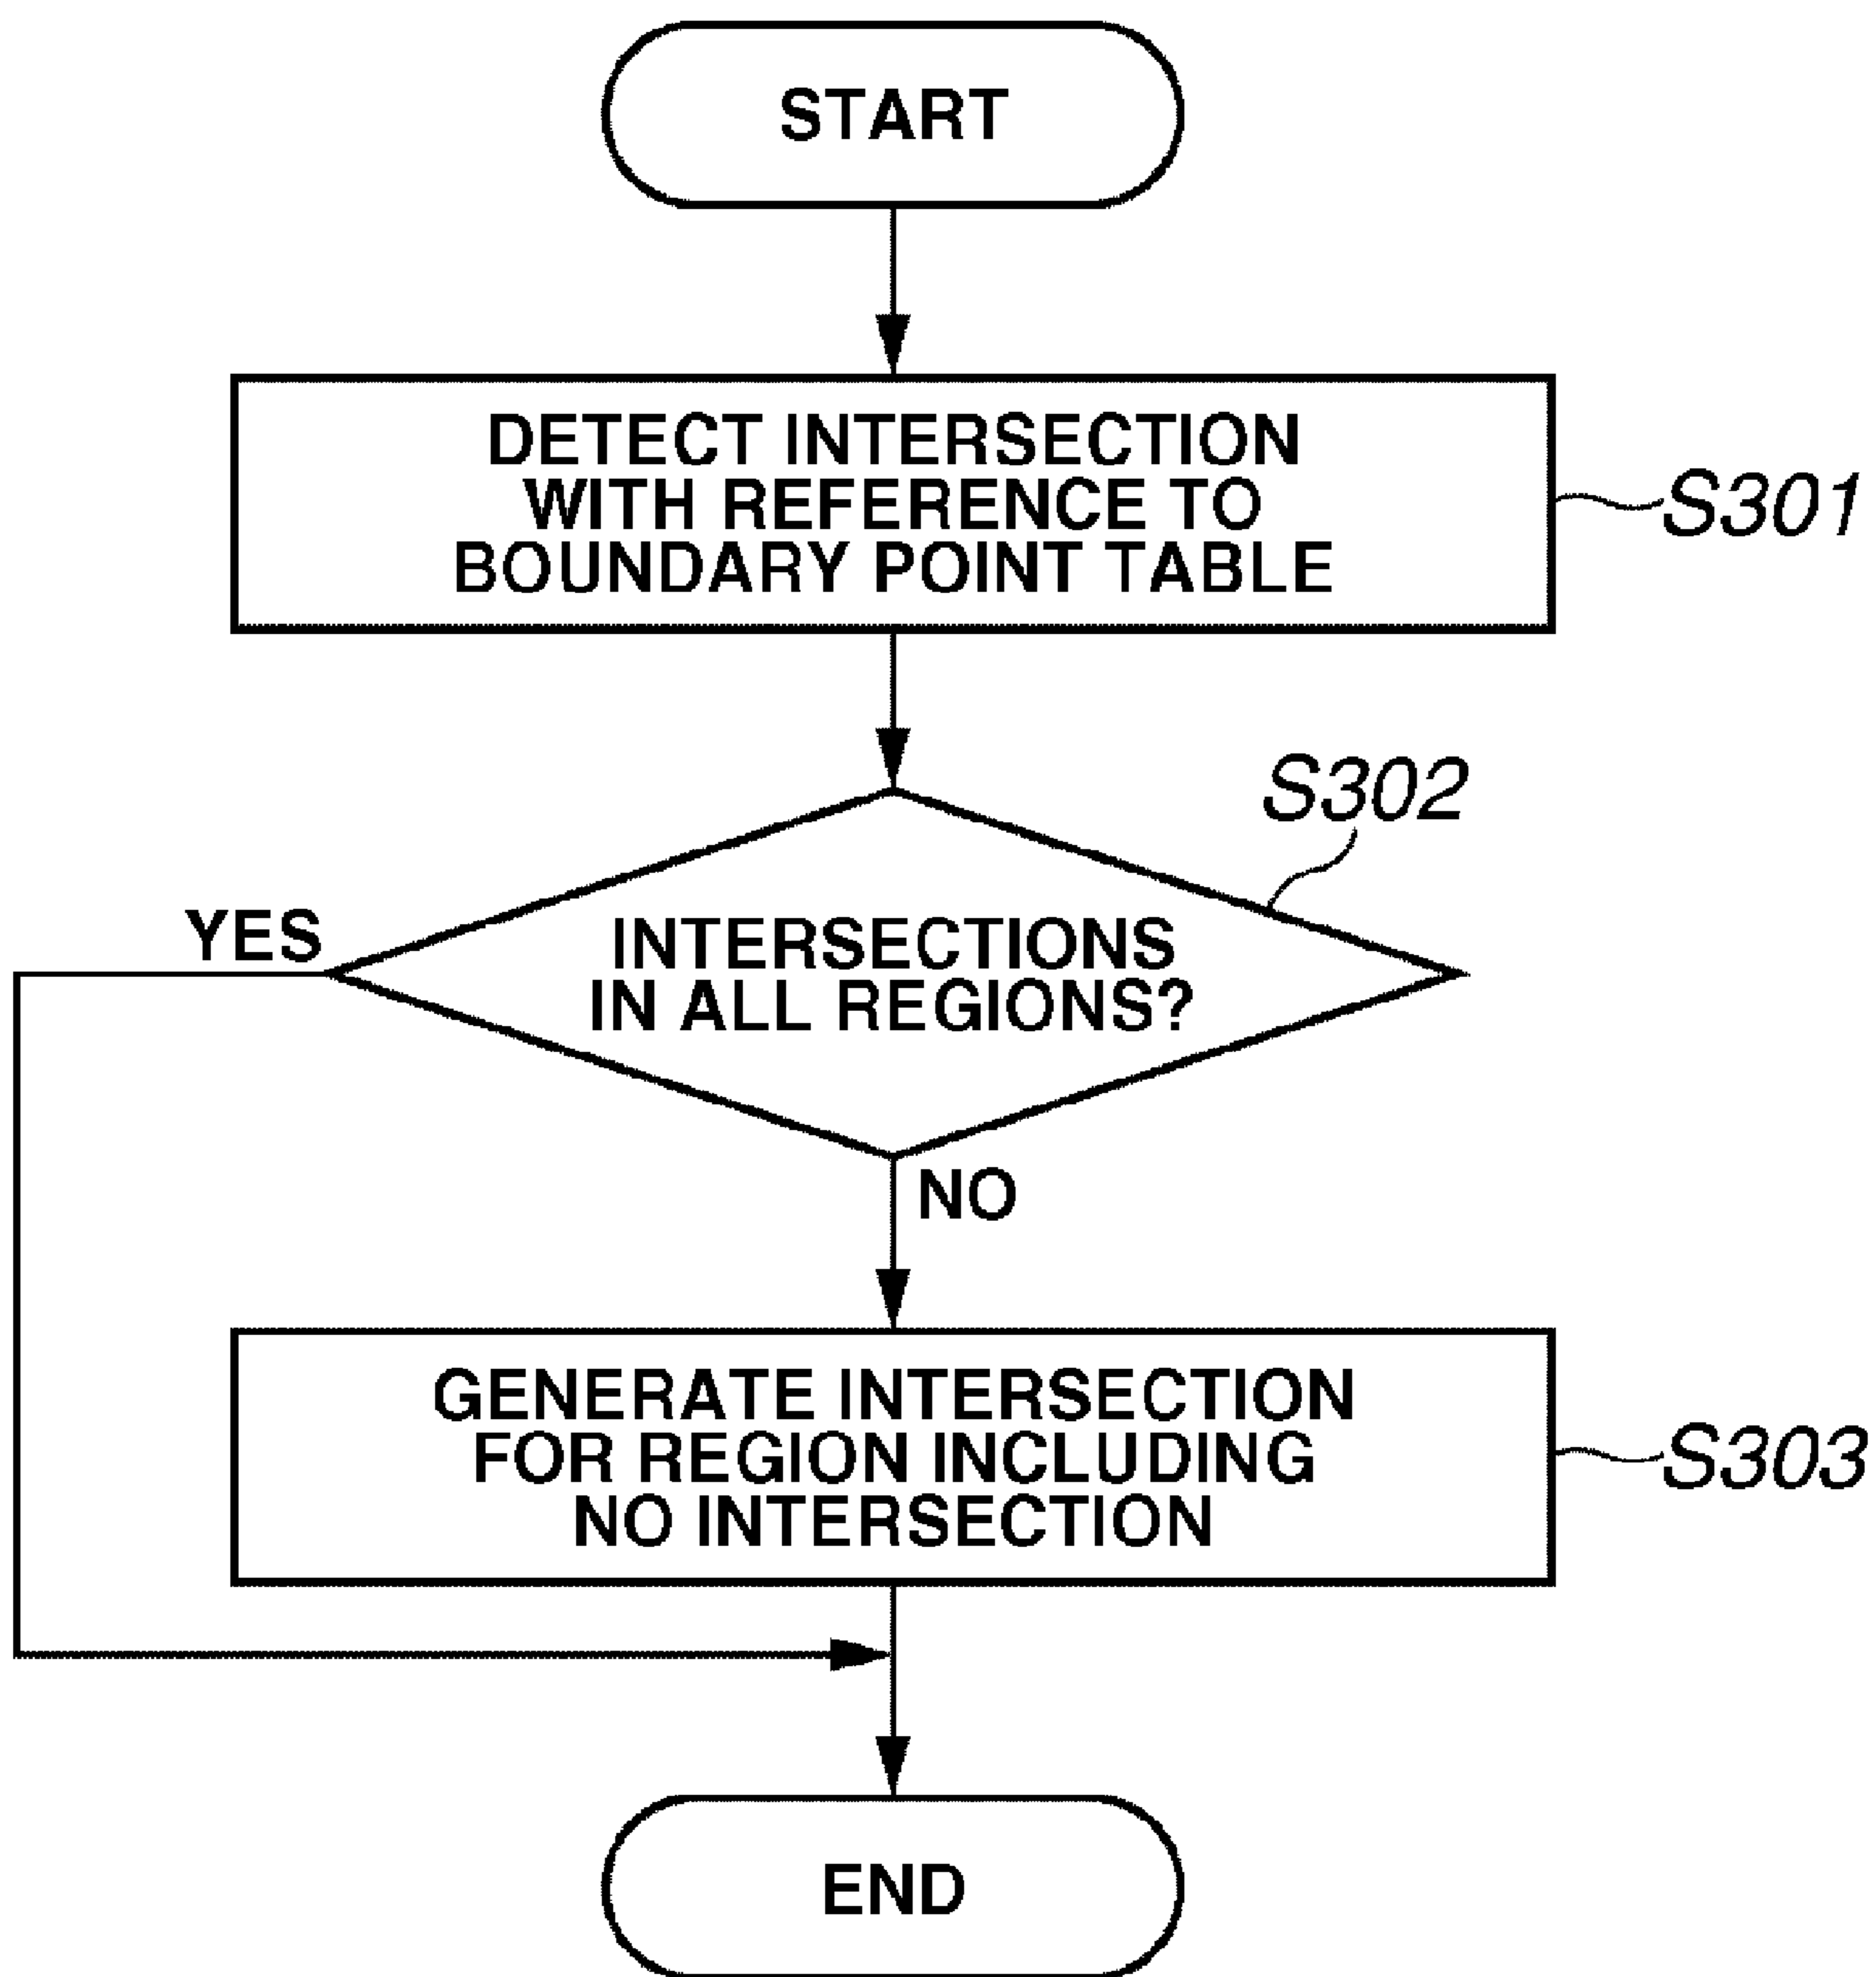 START
DETECT INTERSECTION
WITH REFERENCE TO
BOUNDARY POINT TABLE
S301
S302
YES
INTERSECTIONS
IN ALL REGIONS?
NO
GENERATE INTERSECTION
FOR REGION INCLUDING
NO INTERSECTION
S303
END